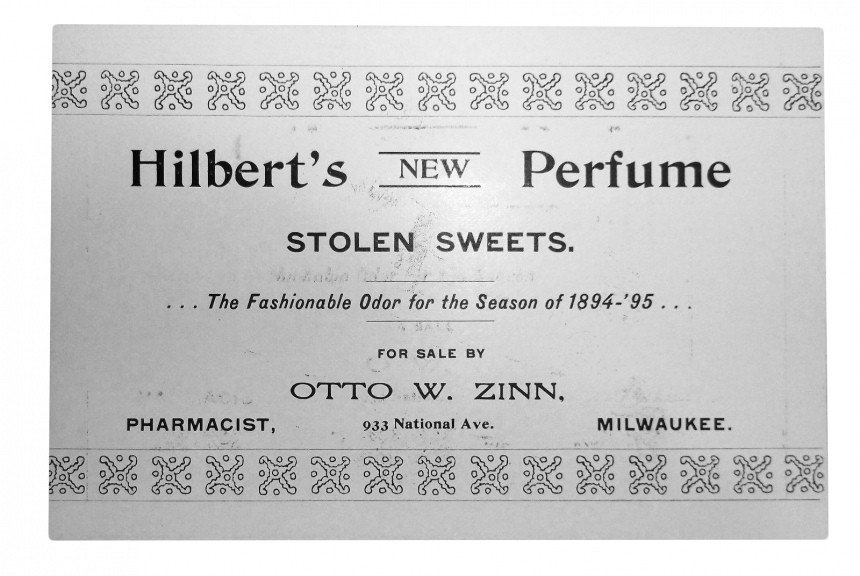 Hilbert's NEW Perfume
STOLEN SWEETS.
. . . The Fashionable Odor for the Season of 1894-'95 . . .
FOR SALE BY
OTTO W. ZINN,
PHARMACIST, 933 National Ave. MILWAUKEE.